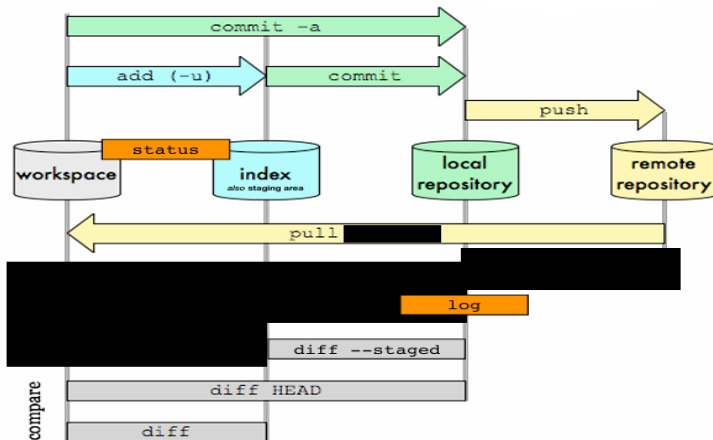 commit -a
add (-u)
commit
push
status
workspace
index
also staging area
local
repository
remote
repository
pull
log
diff --staged
diff HEAD
compare
diff